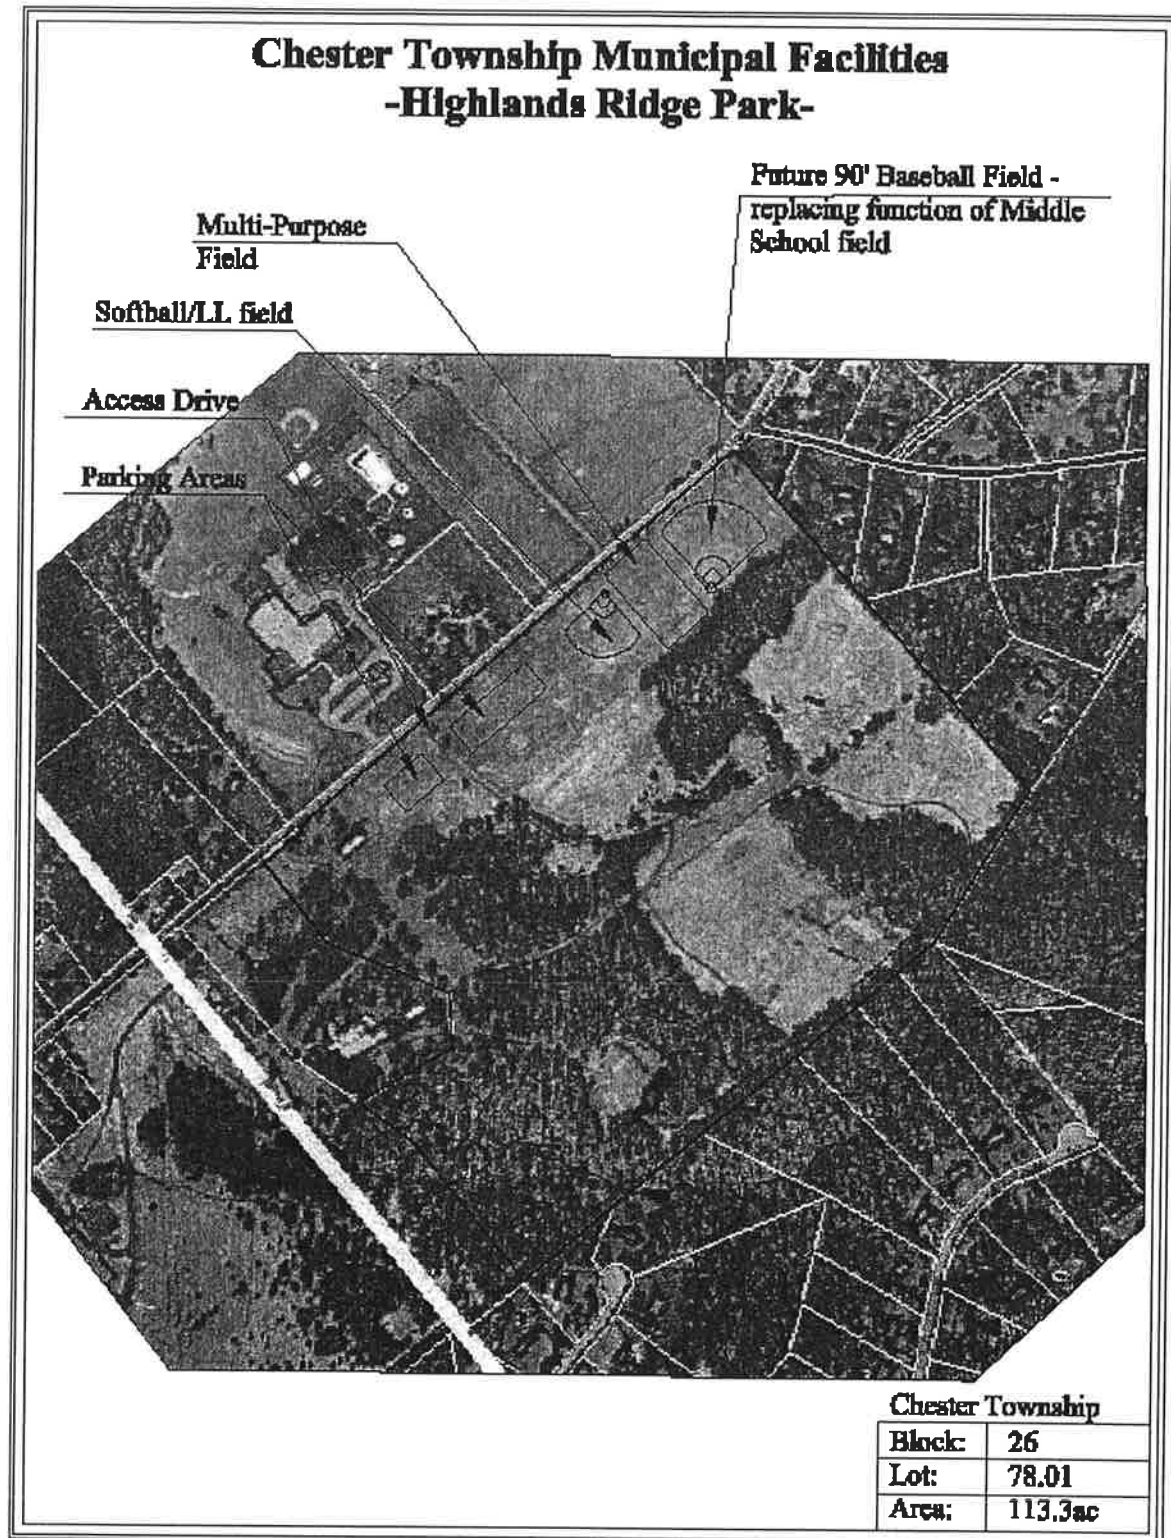 Chester Township Municipal Facilities
-Highlands Ridge Park-
Future 90' Baseball Field -
replacing function of Middle
School field
Multi-Purpose
Field
Softball/LL field
Access Drive
Parking Areas
Chester Township
Block: 26
Lot: 78.01
Area: 113.3ac